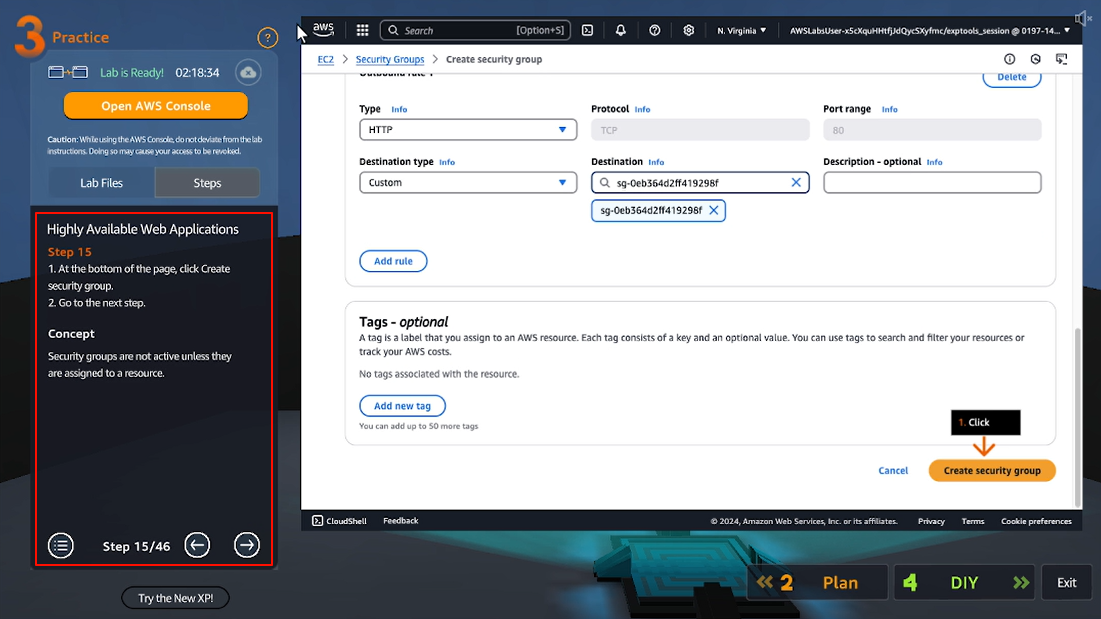 3 Practice
?
Lab is Ready! 02:18:34
Open AWS Console
Caution: While using the AWS Console, do not deviate from the lab
instructions. Doing so may cause your access to be revoked.
Lab Files
Steps
Highly Available Web Applications
Step 15
1. At the bottom of the page, click Create
security group.
2. Go to the next step.
Concept
Security groups are not active unless they
are assigned to a resource.
Step 15/46
Try the New XP!
aws
Search
[Option+S]
N. Virginia
AWSLabsUser-x5cXquHHtfJJdQycSXyfmc/exptools_session @ 0197-14...
EC2 > Security Groups > Create security group
Outbound rule 1
Delete
Type Info
Protocol Info
Port range Info
HTTP
TCP
80
Destination type Info
Destination Info
Description - optional Info
Custom
sg-0eb364d2ff419298f
sg-0eb364d2ff419298f
Add rule
Tags - optional
A tag is a label that you assign to an AWS resource. Each tag consists of a key and an optional value. You can use tags to search and filter your resources or
track your AWS costs.
No tags associated with the resource.
Add new tag
You can add up to 50 more tags
1. Click
Cancel
Create security group
CloudShell
Feedback
© 2024, Amazon Web Services, Inc. or its affiliates.
Privacy
Terms
Cookie preferences
2 Plan
4 DIY
Exit